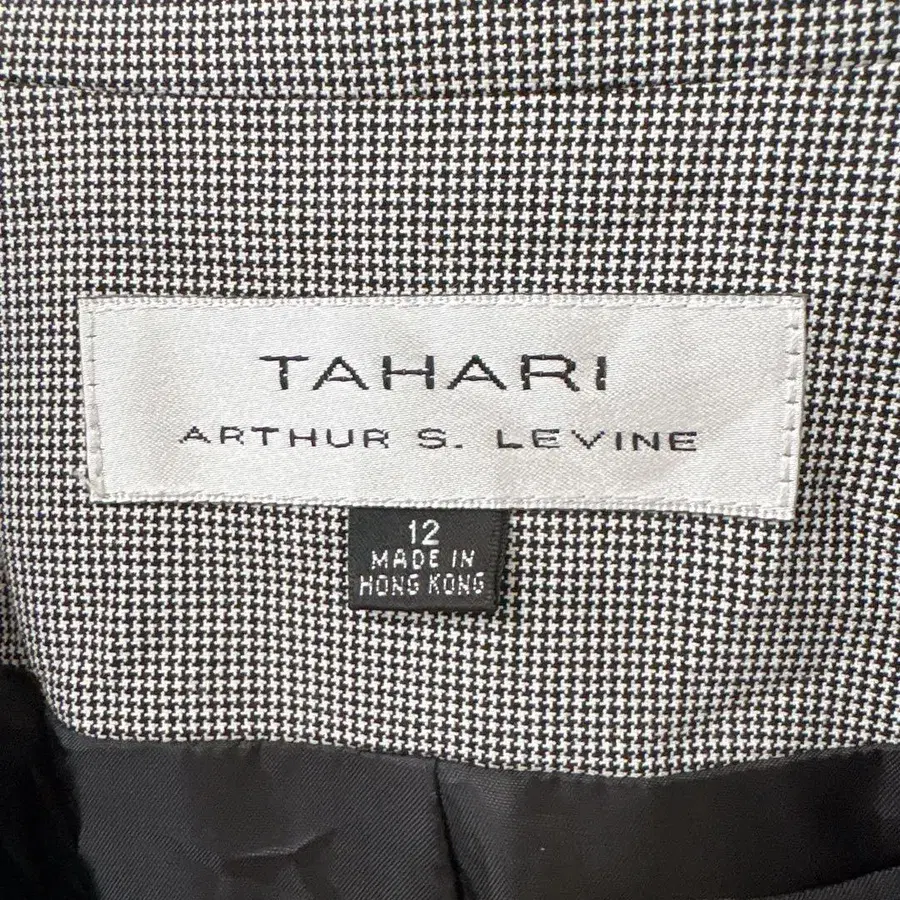 TAHARI
ARTHUR S. LEVINE
12
MADE IN
HONG KONG